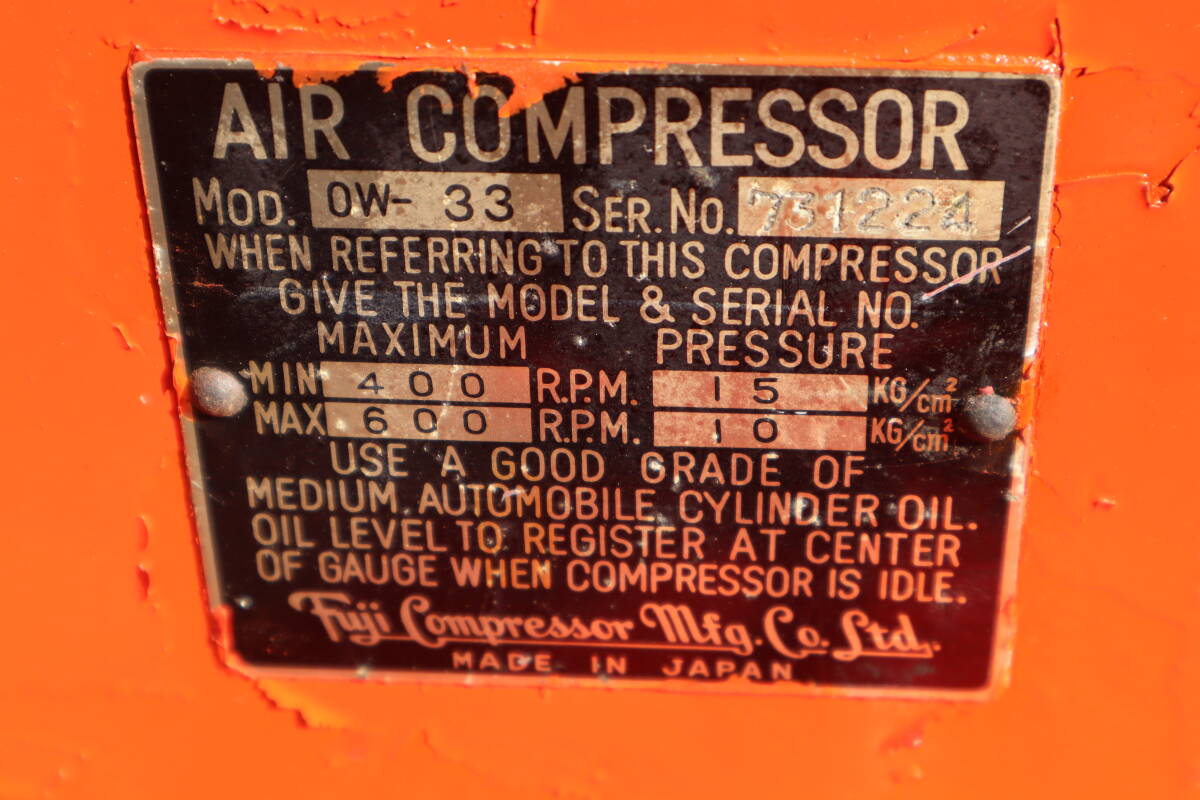 AIR COMPRESSOR
MOD. OW- 33 SER. NO. 731224
WHEN REFERRING TO THIS COMPRESSOR
GIVE THE MODEL & SERIAL NO.
MAXIMUM PRESSURE
MIN 400 R.P.M. 15 KG/cm²
MAX 600 R.P.M. 10 KG/cm²
USE A GOOD GRADE OF
MEDIUM AUTOMOBILE CYLINDER OIL.
OIL LEVEL TO REGISTER AT CENTER
OF GAUGE WHEN COMPRESSOR IS IDLE.
Fuji Compressor Mfg. Co. Ltd.
MADE IN JAPAN